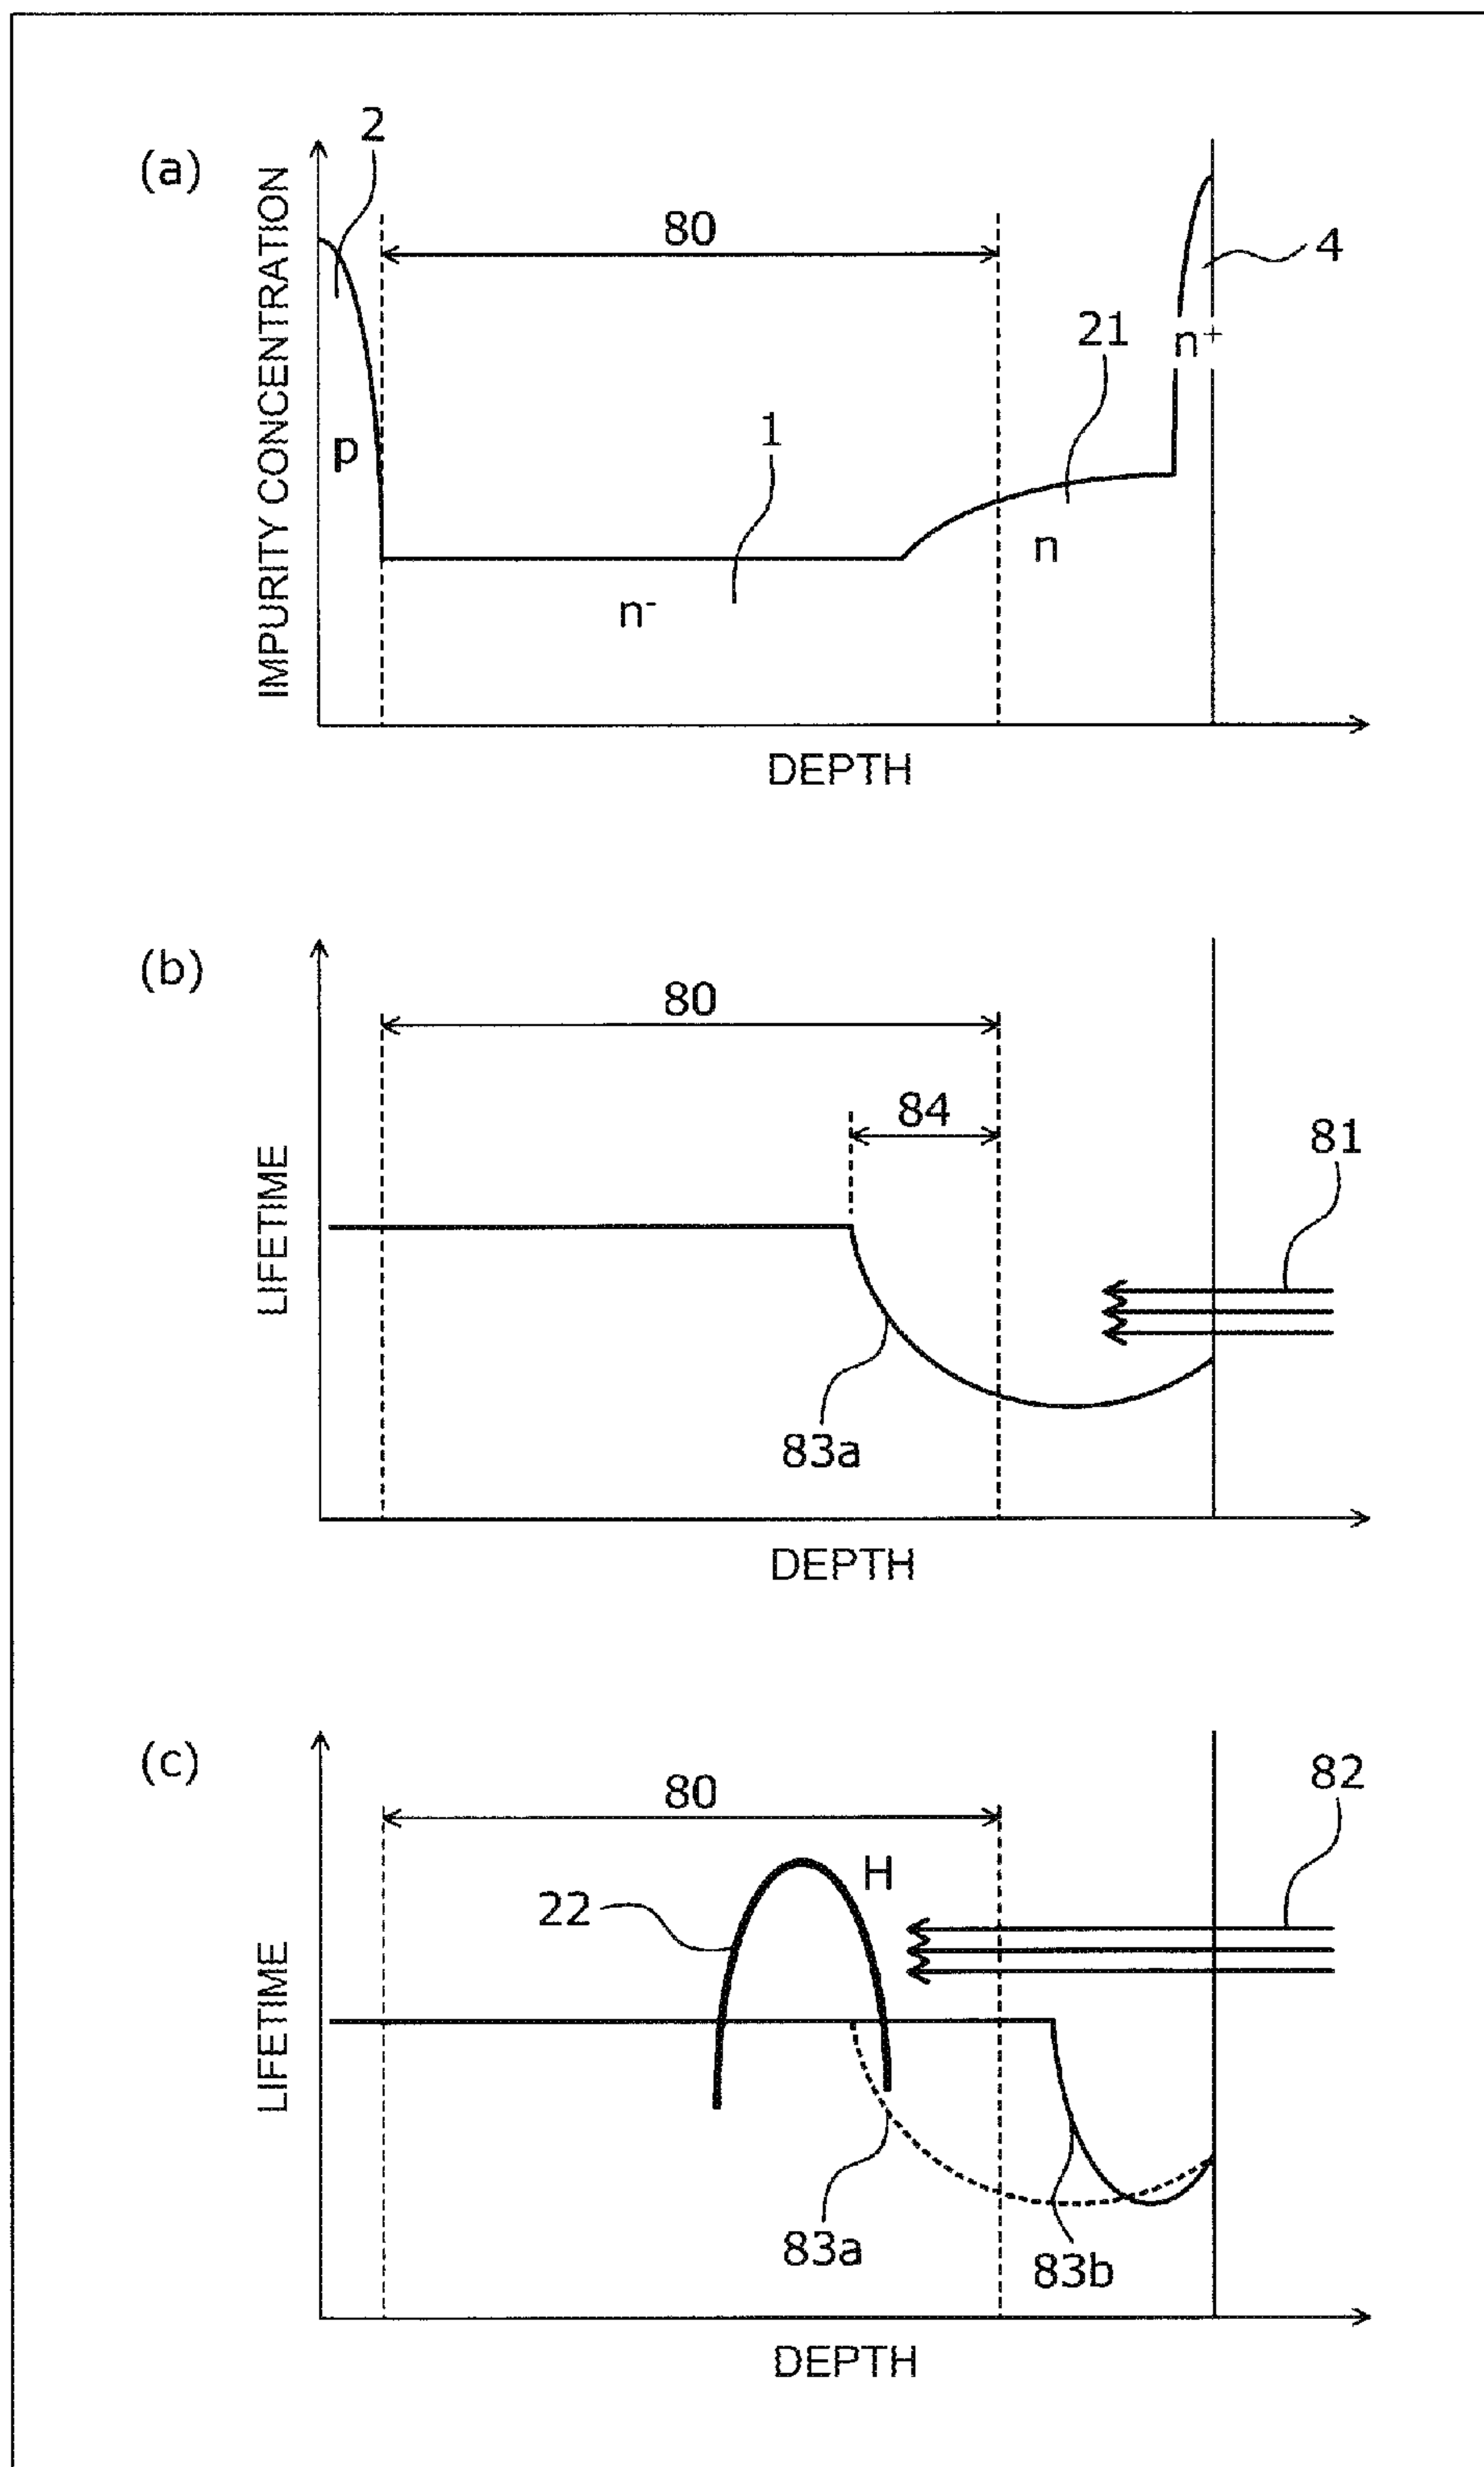 (a)
IMPURITY CONCENTRATION
2
80
4
21
n+
p
1
n
n-
DEPTH
(b)
LIFETIME
80
84
81
83a
DEPTH
(c)
LIFETIME
80
82
H
22
83a
83b
DEPTH